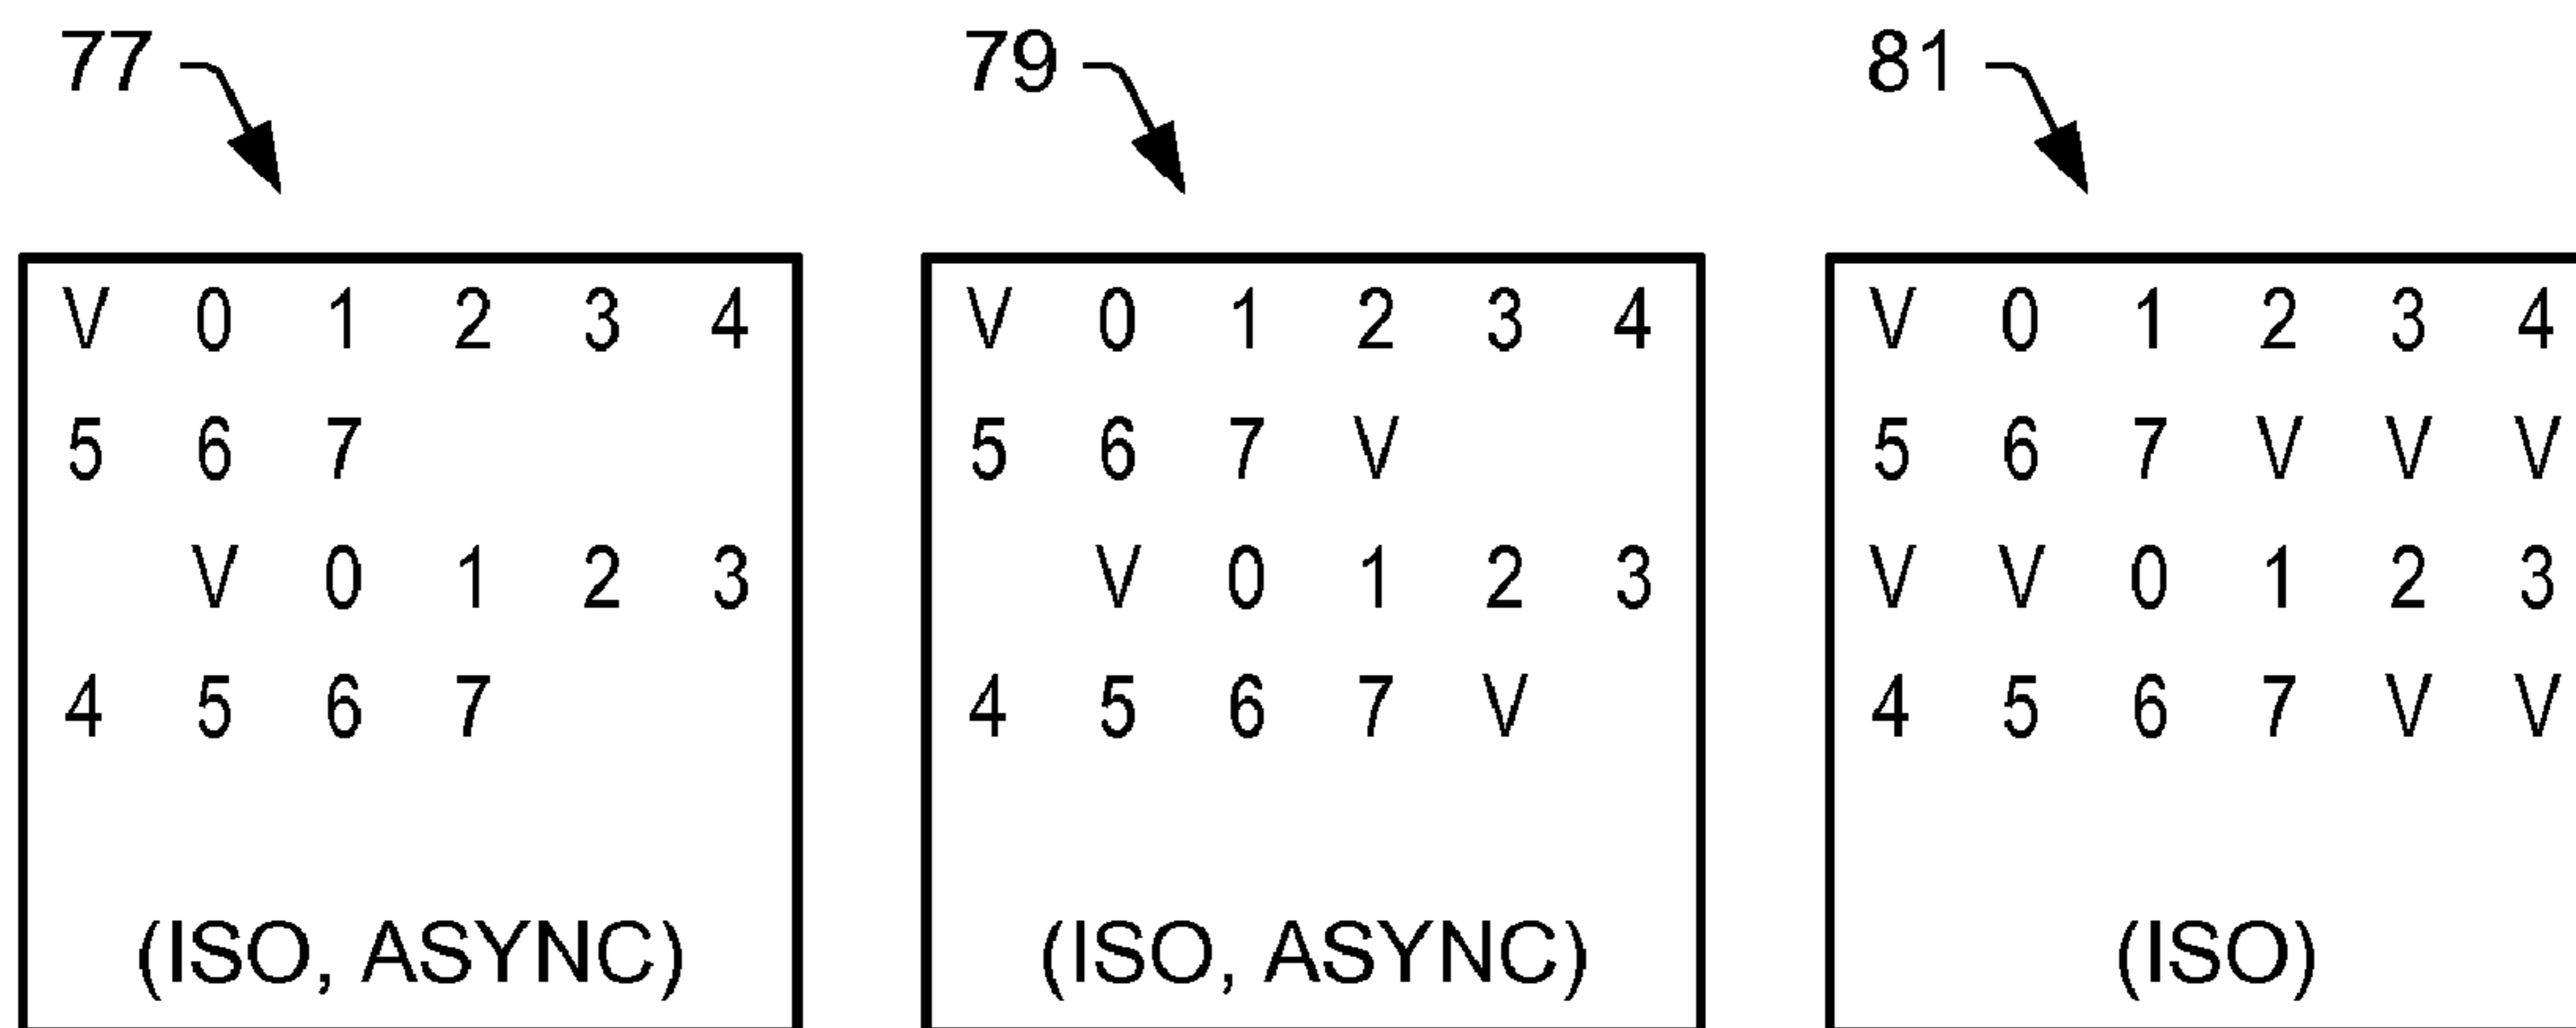 77
79
81
V 0 1 2 3 4
5 6 7
V 0 1 2 3
4 5 6 7
(ISO, ASYNC)
V 0 1 2 3 4
5 6 7 V
V 0 1 2 3
4 5 6 7 V
(ISO, ASYNC)
V 0 1 2 3 4
5 6 7 V V V
V V 0 1 2 3
4 5 6 7 V V
(ISO)